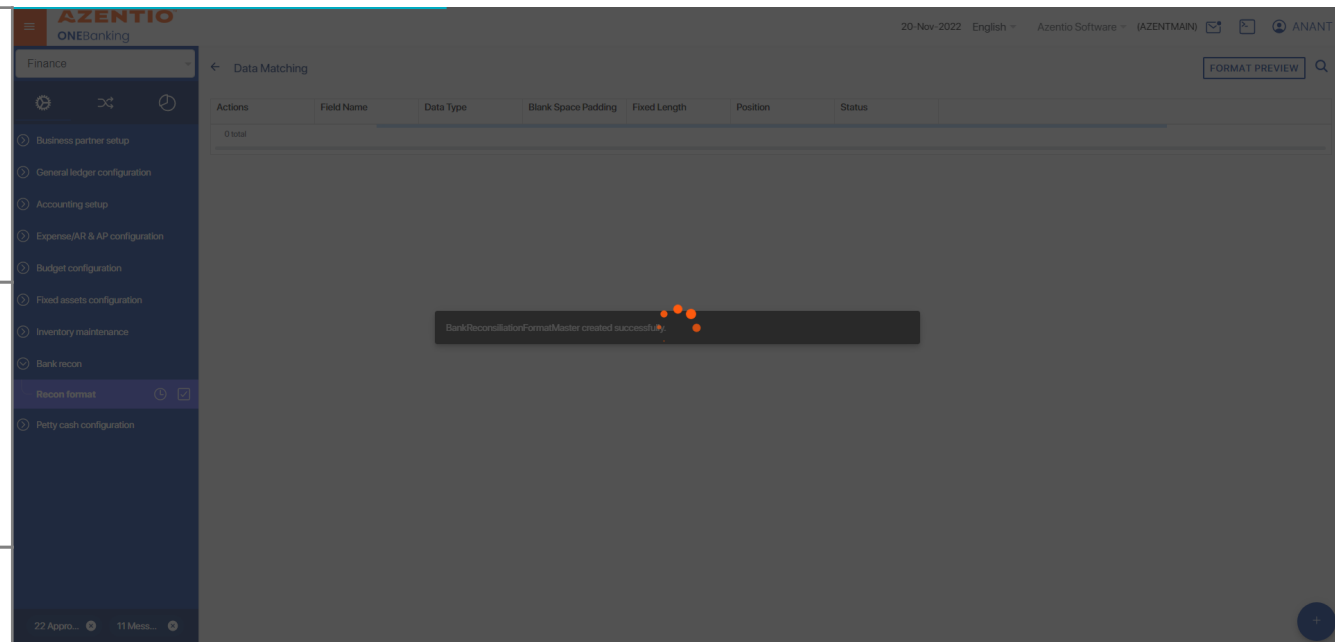 AZENTIO
ONEBanking
20-Nov-2022 English Azentio Software (AZENTMAIN) ANANT
Finance
Data Matching
FORMAT PREVIEW
Actions Field Name Data Type Blank Space Padding Fixed Length Position Status
0 total
Business partner setup
General ledger configuration
Accounting setup
Expense/AR & AP configuration
Budget configuration
Fixed assets configuration
Inventory maintenance
Bank recon
Recon format
Petty cash configuration
BankReconsiliationFormatMaster created successfully.
22 Appro... 11 Mess...